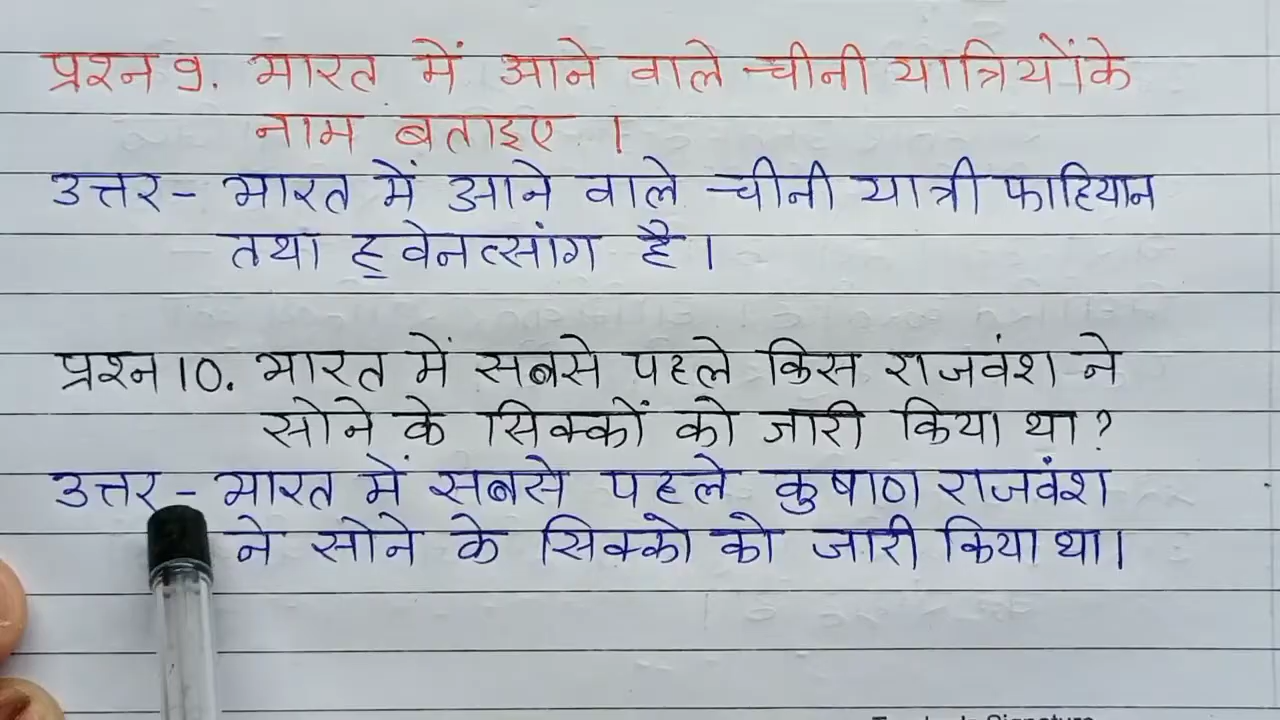 प्रश्न 9. भारत में आने वाले चीनी यात्रियों के
नाम बताइए ।
उत्तर - भारत में आने वाले चीनी यात्री फाहियान
तथा ह्वेनत्सांग है।
प्रश्न 10. भारत में सबसे पहले किस राजवंश ने
सोने के सिक्कों को जारी किया था?
उत्तर - भारत में सबसे पहले कुषाण राजवंश
ने सोने के सिक्को को जारी किया था।